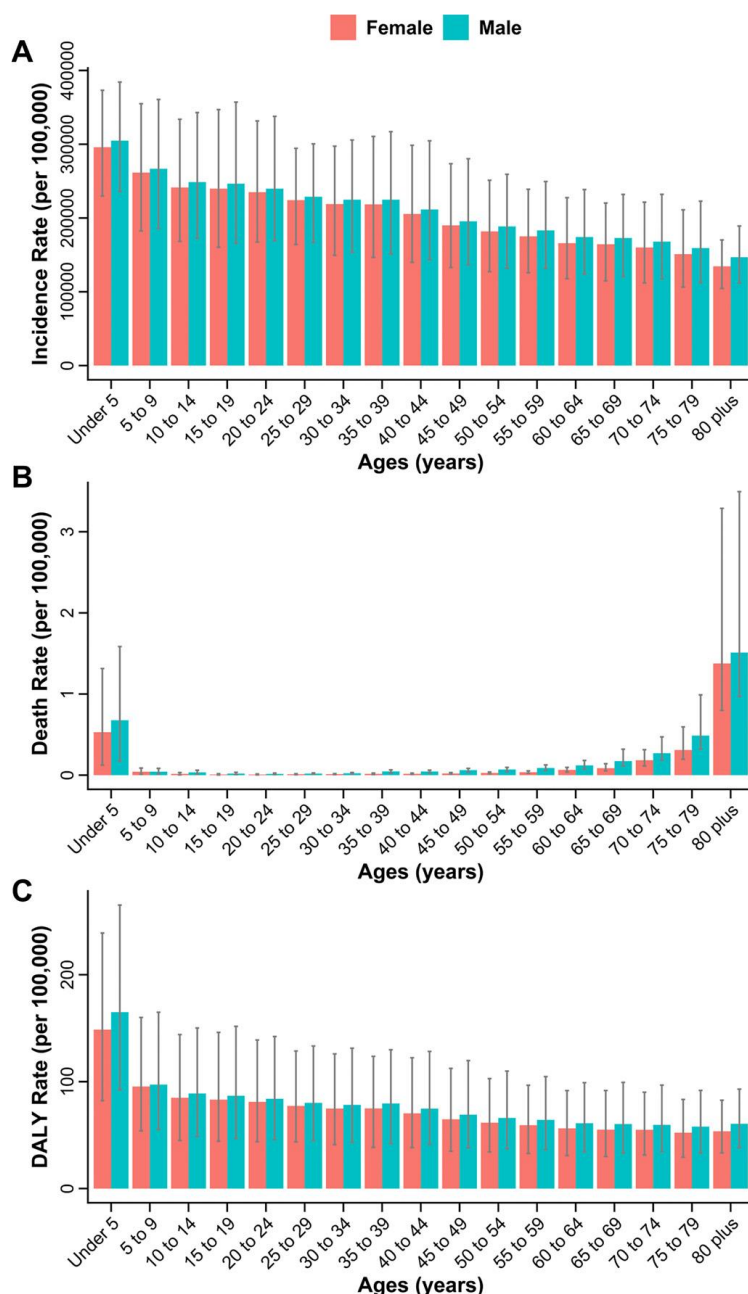 Female Male
A
Incidence Rate (per 100,000)
400000
300000
200000
100000
0
Under 5 5 to 9 10 to 14 15 to 19 20 to 24 25 to 29 30 to 34 35 to 39 40 to 44 45 to 49 50 to 54 55 to 59 60 to 64 65 to 69 70 to 74 75 to 79 80 plus
Ages (years)
B
Death Rate (per 100,000)
3
2
1
0
Under 5 5 to 9 10 to 14 15 to 19 20 to 24 25 to 29 30 to 34 35 to 39 40 to 44 45 to 49 50 to 54 55 to 59 60 to 64 65 to 69 70 to 74 75 to 79 80 plus
Ages (years)
C
DALY Rate (per 100,000)
200
100
0
Under 5 5 to 9 10 to 14 15 to 19 20 to 24 25 to 29 30 to 34 35 to 39 40 to 44 45 to 49 50 to 54 55 to 59 60 to 64 65 to 69 70 to 74 75 to 79 80 plus
Ages (years)